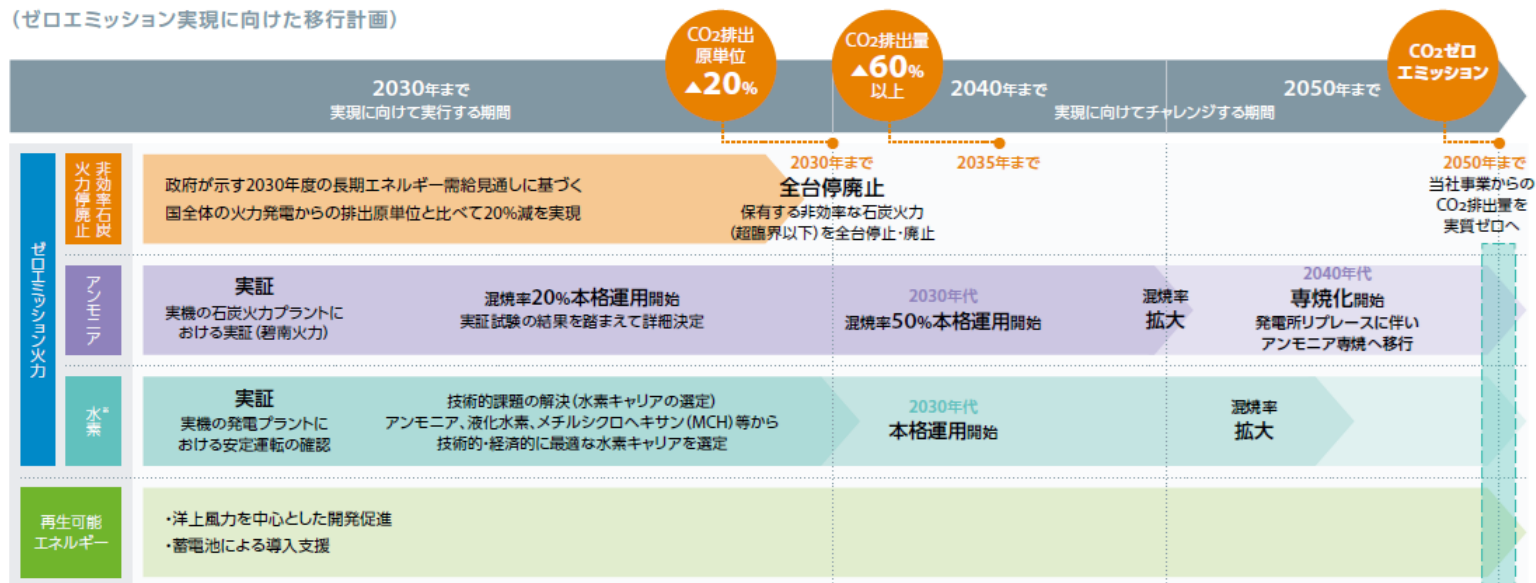 （ゼロエミッション実現に向けた移行計画）
CO2排出
原単位
▲20%
CO2排出量
▲60%
以上
CO2ゼロ
エミッション
2030年まで
実現に向けて実行する期間
2040年まで
2050年まで
実現に向けてチャレンジする期間
2030年まで
2035年まで
2050年まで
ゼロエミッション火力
非効率石炭
火力停廃止
政府が示す2030年度の長期エネルギー需給見通しに基づく
国全体の火力発電からの排出原単位と比べて20%減を実現
全台停廃止
保有する非効率な石炭火力
（超臨界以下）を全台停止・廃止
当社事業からの
CO2排出量を
実質ゼロへ
アンモニア
実証
実機の石炭火力プラントに
おける実証（碧南火力）
混焼率20%本格運用開始
実証試験の結果を踏まえて詳細決定
2030年代
混焼率50%本格運用開始
混焼率
拡大
2040年代
専焼化開始
発電所リプレースに伴い
アンモニア専焼へ移行
水素※
実証
実機の発電プラントに
おける安定運転の確認
技術的課題の解決（水素キャリアの選定）
アンモニア、液化水素、メチルシクロヘキサン（MCH）等から
技術的・経済的に最適な水素キャリアを選定
2030年代
本格運用開始
混焼率
拡大
再生可能
エネルギー
・洋上風力を中心とした開発促進
・蓄電池による導入支援